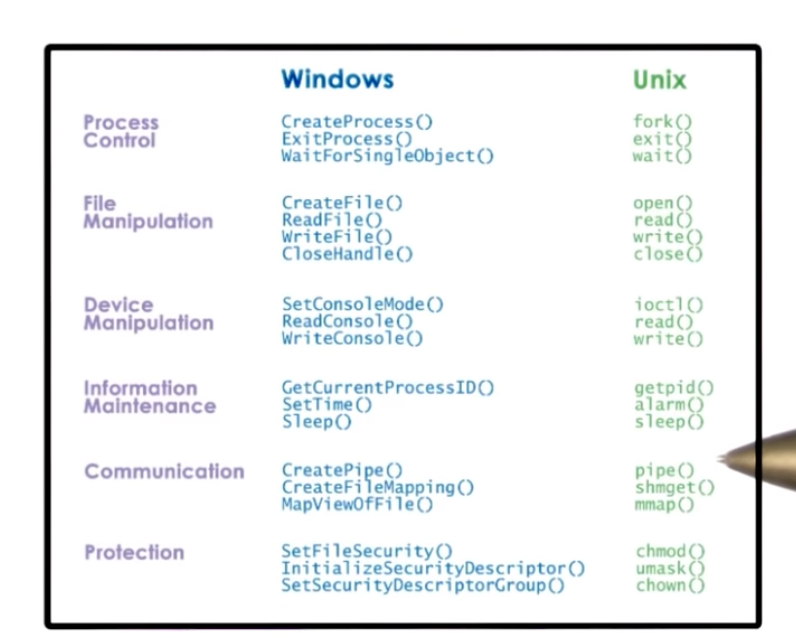 Windows Unix
Process Control
CreateProcess() fork()
ExitProcess() exit()
WaitForSingleObject() wait()
File Manipulation
CreateFile() open()
ReadFile() read()
WriteFile() write()
CloseHandle() close()
Device Manipulation
SetConsoleMode() ioctl()
ReadConsole() read()
WriteConsole() write()
Information Maintenance
GetCurrentProcessID() getpid()
SetTime() alarm()
Sleep() sleep()
Communication
CreatePipe() pipe()
CreateFileMapping() shmget()
MapViewOfFile() mmap()
Protection
SetFileSecurity() chmod()
InitializeSecurityDescriptor() umask()
SetSecurityDescriptorGroup() chown()